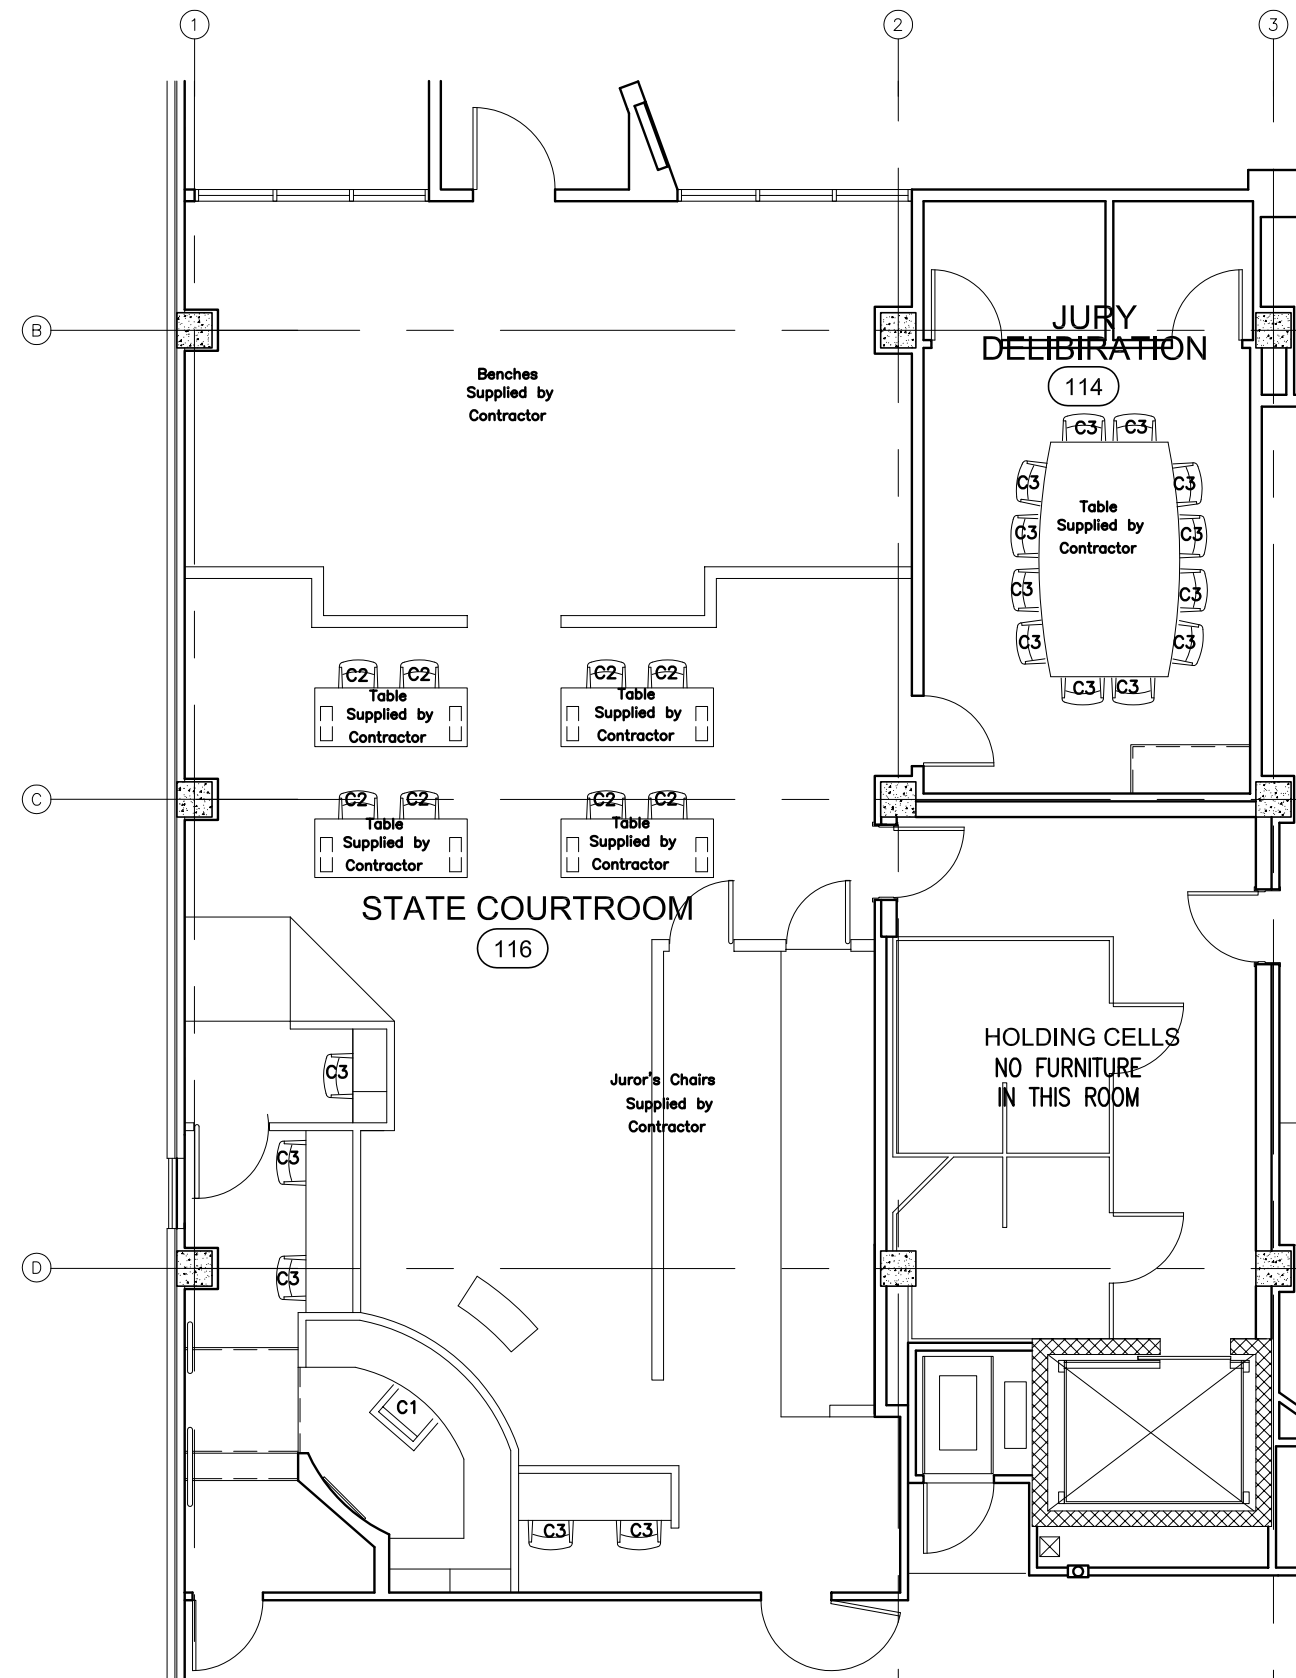 1
2
3
B
JURY
DELIBIRATION
114
Benches
Supplied by
Contractor
C3
C3
C3
C3
Table
Supplied by
Contractor
C3
C3
C3
C3
C3
C3
C3
C3
C2
C2
C2
C2
Table
Supplied by
Contractor
Table
Supplied by
Contractor
C
C2
C2
C2
C2
Table
Supplied by
Contractor
Table
Supplied by
Contractor
STATE COURTROOM
116
HOLDING CELLS
NO FURNITURE
IN THIS ROOM
C3
Juror's Chairs
Supplied by
Contractor
C3
D
C3
C1
C3
C3